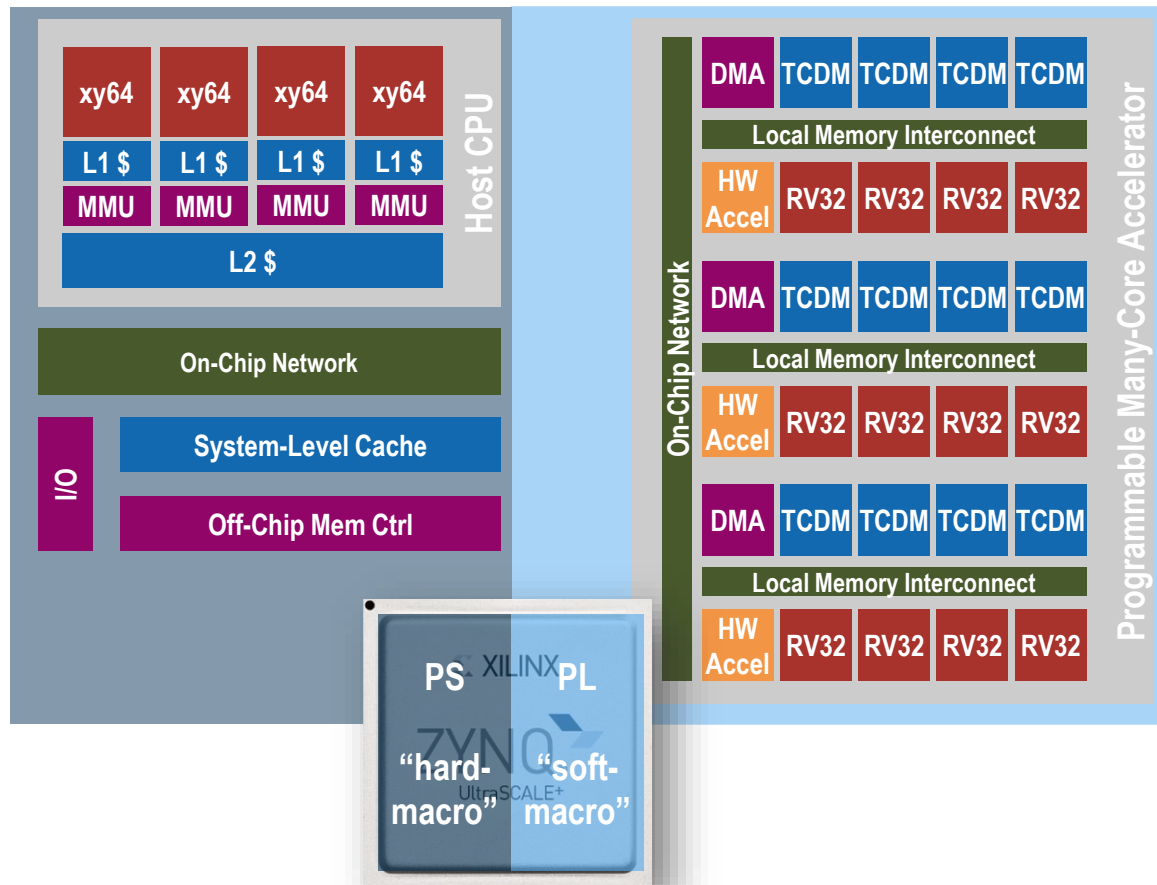 xy64 xy64 xy64 xy64
L1 $ L1 $ L1 $ L1 $
MMU MMU MMU MMU
L2 $
Host CPU
On-Chip Network
I/O
System-Level Cache
Off-Chip Mem Ctrl
On-Chip Network
DMA TCDM TCDM TCDM TCDM
Local Memory Interconnect
HW
Accel RV32 RV32 RV32 RV32
DMA TCDM TCDM TCDM TCDM
Local Memory Interconnect
HW
Accel RV32 RV32 RV32 RV32
DMA TCDM TCDM TCDM TCDM
Local Memory Interconnect
HW
Accel RV32 RV32 RV32 RV32
Programmable Many-Core Accelerator
PS
PL
XILINX
ZYNQ
UltraSCALE+
“hard-
macro”
“soft-
macro”